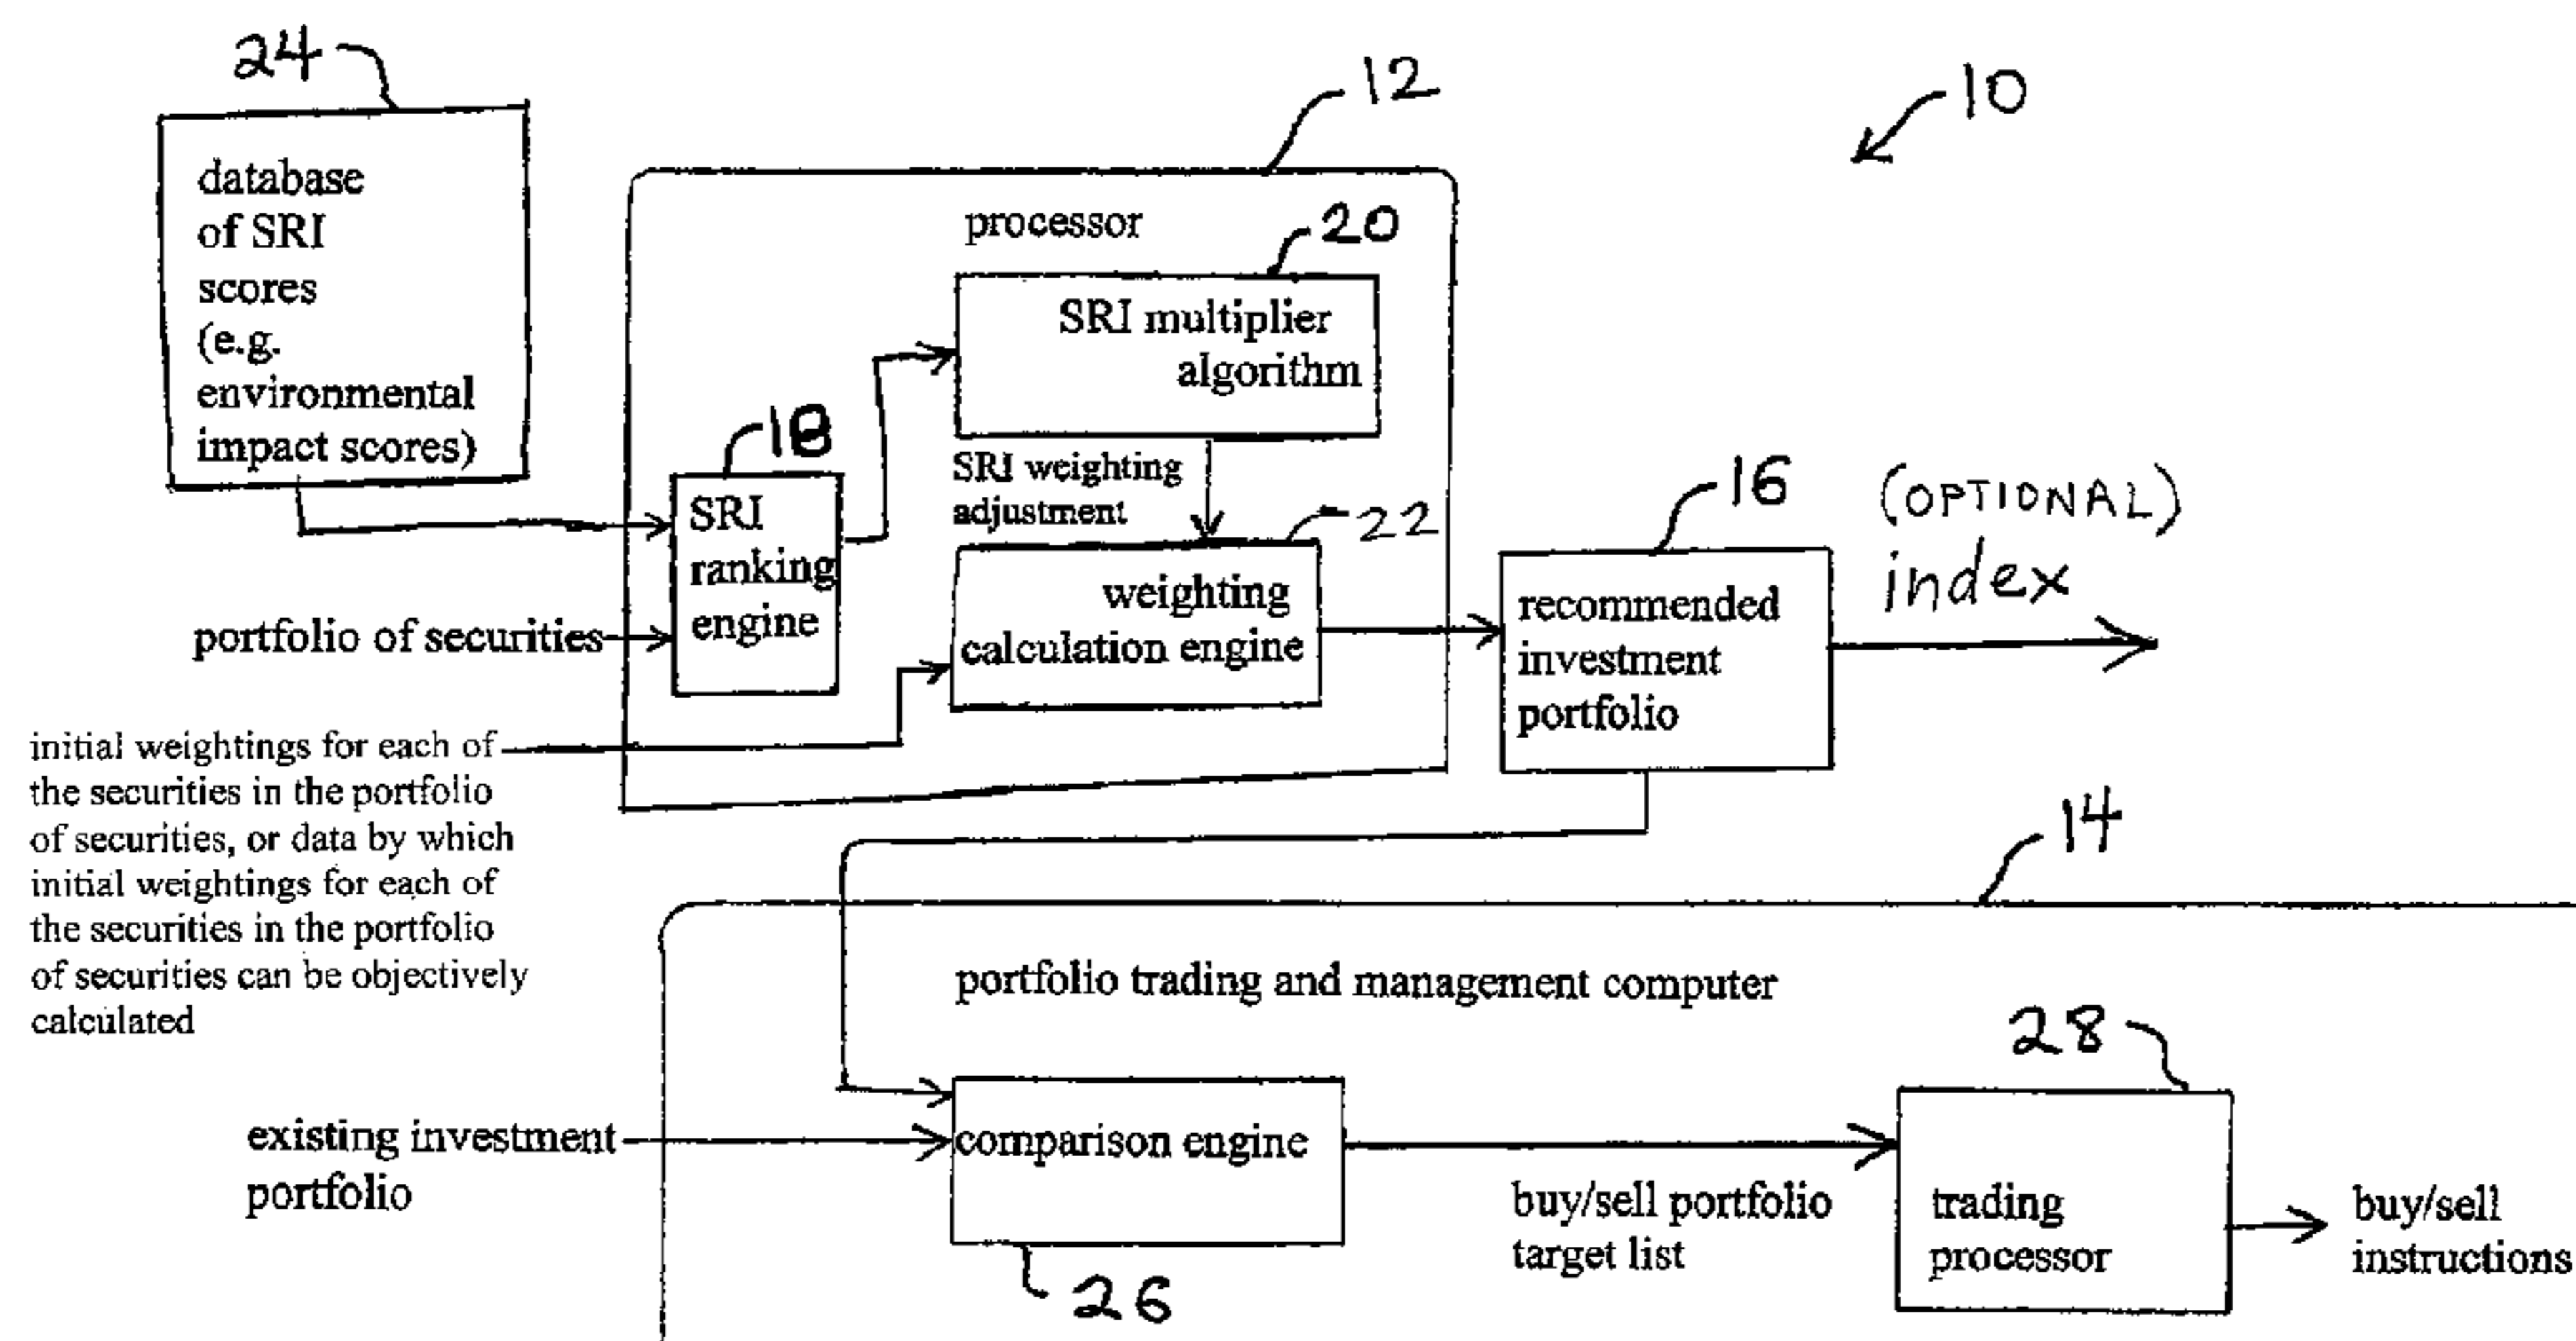 24
database
of SRI
scores
(e.g.
environmental
impact scores)
12
10
processor
20
SRI multiplier
algorithm
18
SRI
ranking
engine
SRI weighting
adjustment
22
weighting
calculation engine
16
recommended
investment
portfolio
(OPTIONAL)
index
portfolio of securities
initial weightings for each of
the securities in the portfolio
of securities, or data by which
initial weightings for each of
the securities in the portfolio
of securities can be objectively
calculated
14
portfolio trading and management computer
existing investment
portfolio
comparison engine
26
buy/sell portfolio
target list
28
trading
processor
buy/sell
instructions